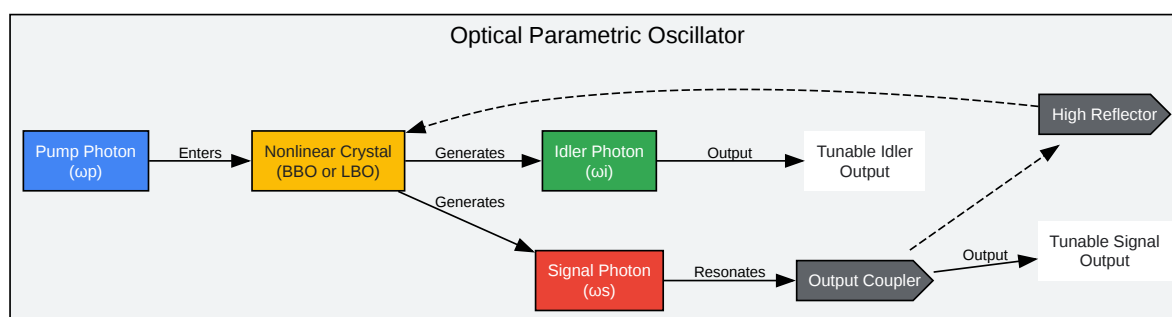 Optical Parametric Oscillator
High Reflector
Pump Photon
(ωp)
Enters
Nonlinear Crystal
(BBO or LBO)
Generates
Idler Photon
(ωi)
Output
Tunable Idler
Output
Generates
Signal Photon
(ωs)
Resonates
Output Coupler
Output
Tunable Signal
Output